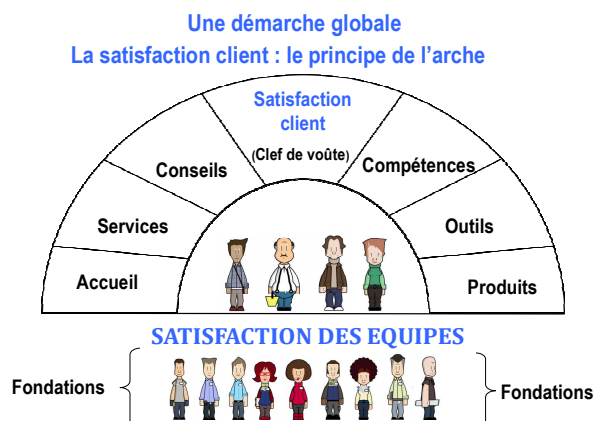 Une démarche globale
La satisfaction client : le principe de l’arche
Satisfaction
client
(Clef de voûte)
Conseils
Compétences
Services
Outils
Accueil
Produits
SATISFACTION DES EQUIPES
Fondations
Fondations